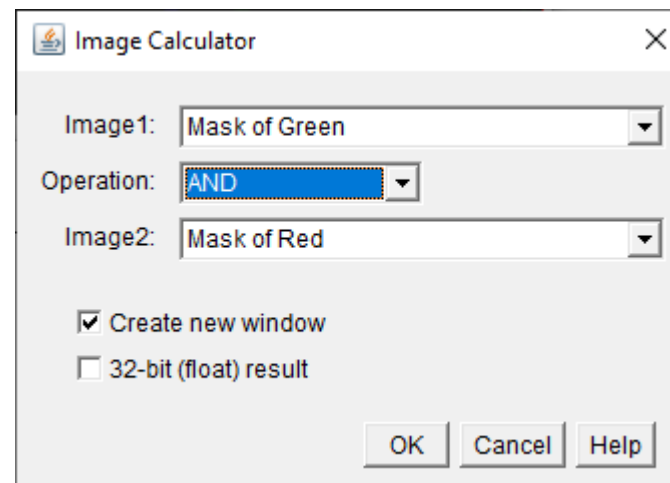 Image Calculator
Image1: Mask of Green
Operation: AND
Image2: Mask of Red
Create new window
32-bit (float) result
OK Cancel Help